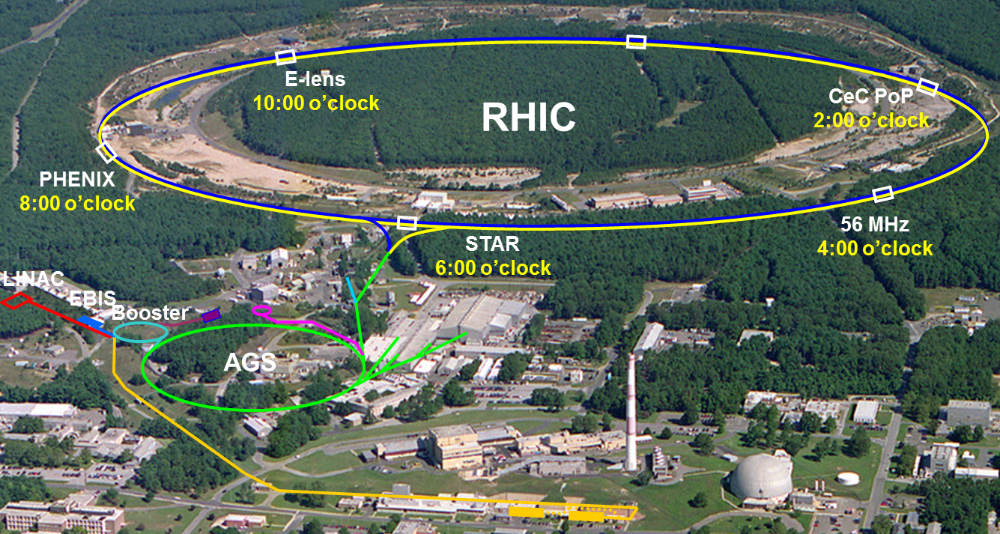 E-lens
10:00 o’clock
RHIC
CeC PoP
2:00 o’clock
PHENIX
8:00 o’clock
STAR
6:00 o’clock
56 MHz
4:00 o’clock
LINAC
EBIS
Booster
AGS